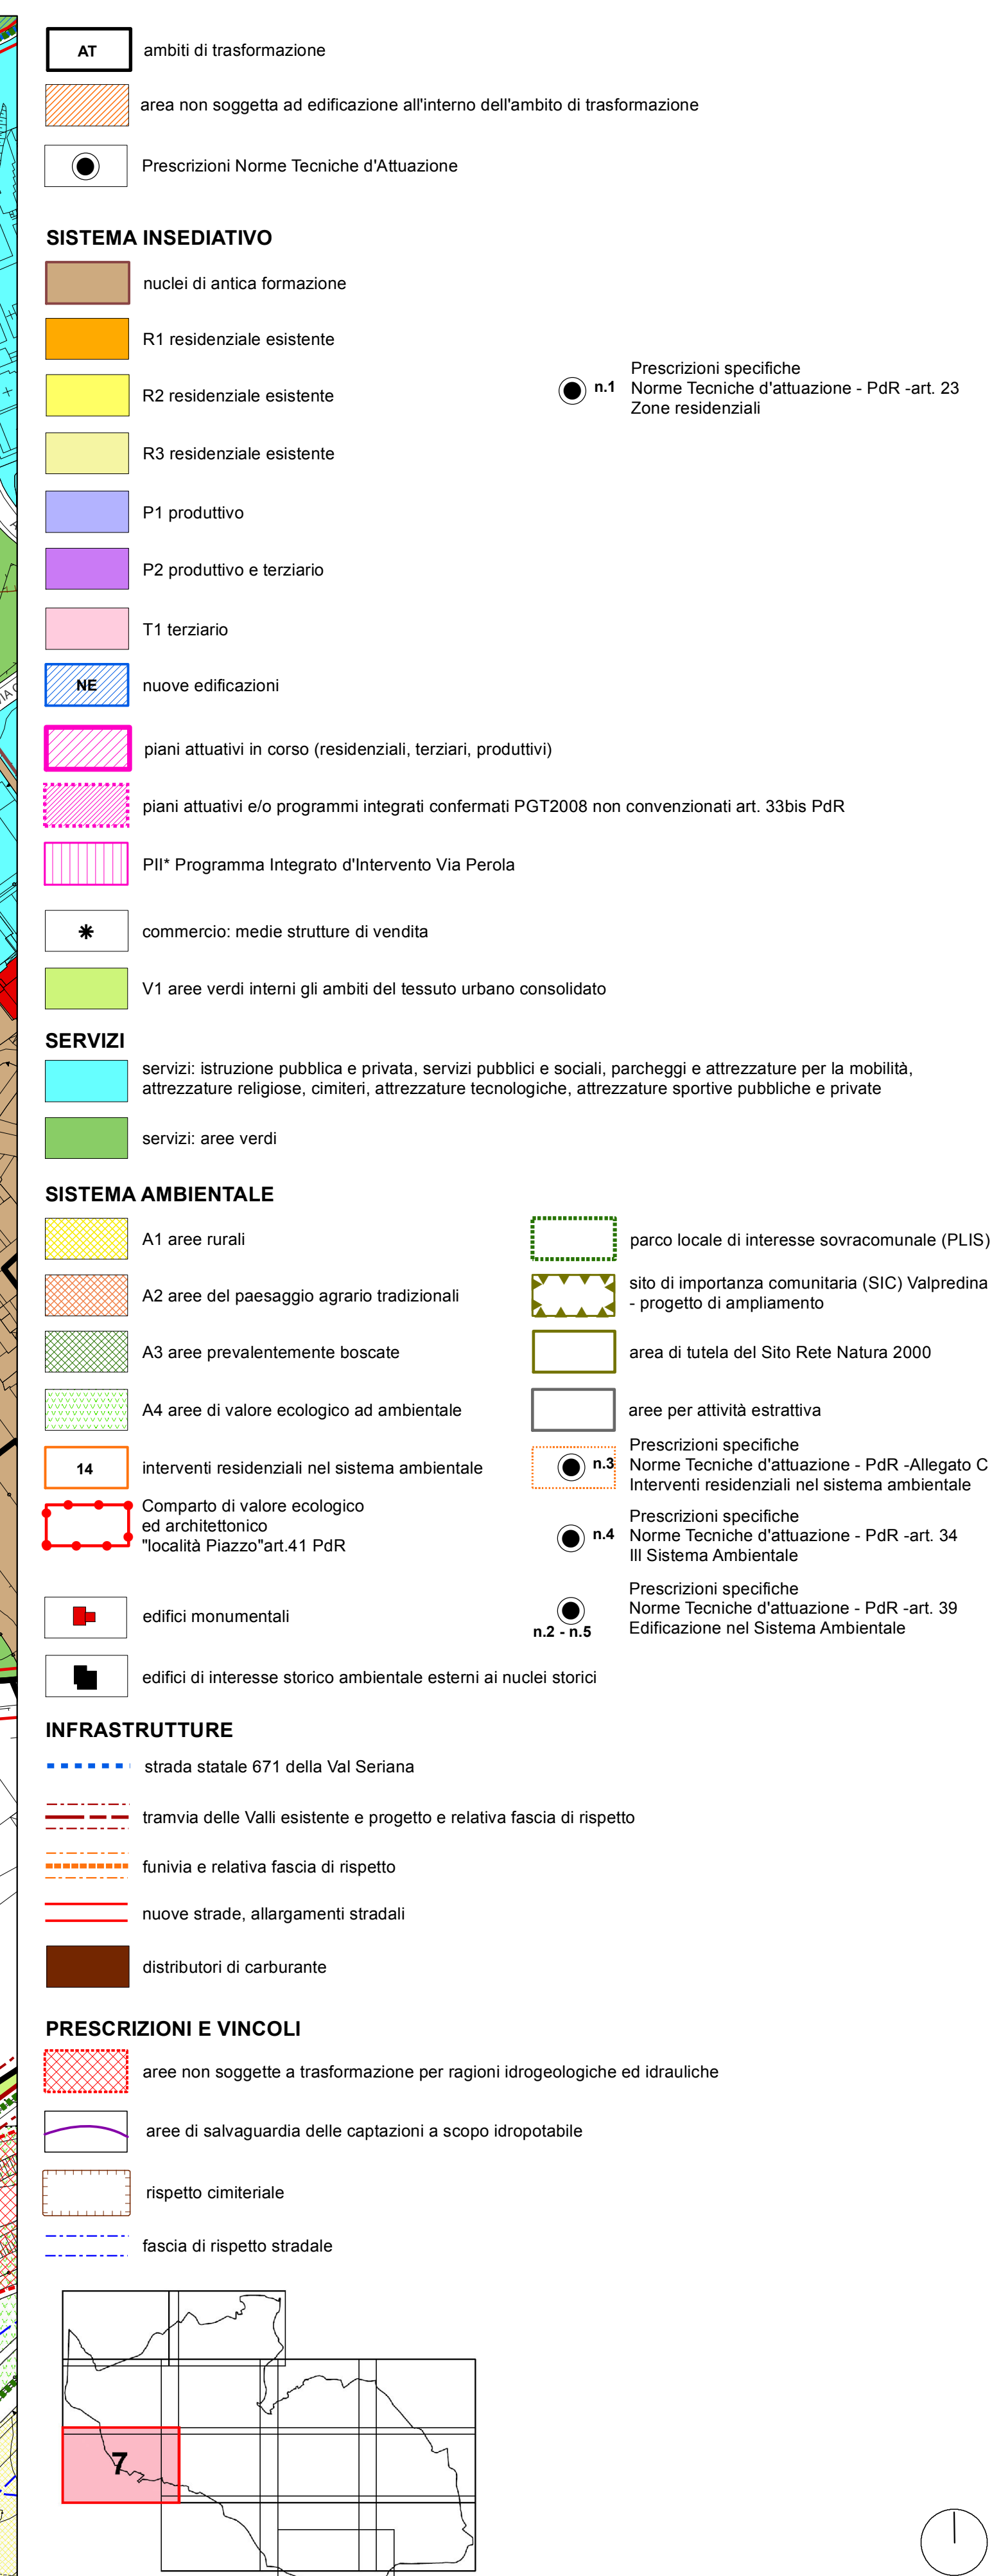 AT ambiti di trasformazione
area non soggetta ad edificazione all'interno dell'ambito di trasformazione
Prescrizioni Norme Tecniche d'Attuazione
SISTEMA INSEDIATIVO
nuclei di antica formazione
R1 residenziale esistente
R2 residenziale esistente
n.1
Prescrizioni specifiche
Norme Tecniche d'attuazione - PdR -art. 23
Zone residenziali
R3 residenziale esistente
P1 produttivo
P2 produttivo e terziario
T1 terziario
NE nuove edificazioni
piani attuativi in corso (residenziali, terziari, produttivi)
piani attuativi e/o programmi integrati confermati PGT2008 non convenzionati art. 33bis PdR
PII* Programma Integrato d'Intervento Via Perola
commercio: medie strutture di vendita
V1 aree verdi interni gli ambiti del tessuto urbano consolidato
SERVIZI
servizi: istruzione pubblica e privata, servizi pubblici e sociali, parcheggi e attrezzature per la mobilità,
attrezzature religiose, cimiteri, attrezzature tecnologiche, attrezzature sportive pubbliche e private
servizi: aree verdi
SISTEMA AMBIENTALE
A1 aree rurali
A2 aree del paesaggio agrario tradizionali
A3 aree prevalentemente boscate
A4 aree di valore ecologico ad ambientale
14 interventi residenziali nel sistema ambientale
Comparto di valore ecologico
ed architettonico
"località Piazzo"art.41 PdR
edifici monumentali
edifici di interesse storico ambientale esterni ai nuclei storici
parco locale di interesse sovracomunale (PLIS)
sito di importanza comunitaria (SIC) Valpredina
- progetto di ampliamento
area di tutela del Sito Rete Natura 2000
aree per attività estrattiva
n.3
Prescrizioni specifiche
Norme Tecniche d'attuazione - PdR -Allegato C
Interventi residenziali nel sistema ambientale
n.4
Prescrizioni specifiche
Norme Tecniche d'attuazione - PdR -art. 34
Ill Sistema Ambientale
n.2 - n.5
Prescrizioni specifiche
Norme Tecniche d'attuazione - PdR -art. 39
Edificazione nel Sistema Ambientale
INFRASTRUTTURE
strada statale 671 della Val Seriana
tramvia delle Valli esistente e progetto e relativa fascia di rispetto
funivia e relativa fascia di rispetto
nuove strade, allargamenti stradali
distributori di carburante
PRESCRIZIONI E VINCOLI
aree non soggette a trasformazione per ragioni idrogeologiche ed idrauliche
aree di salvaguardia delle captazioni a scopo idropotabile
rispetto cimiteriale
fascia di rispetto stradale
7